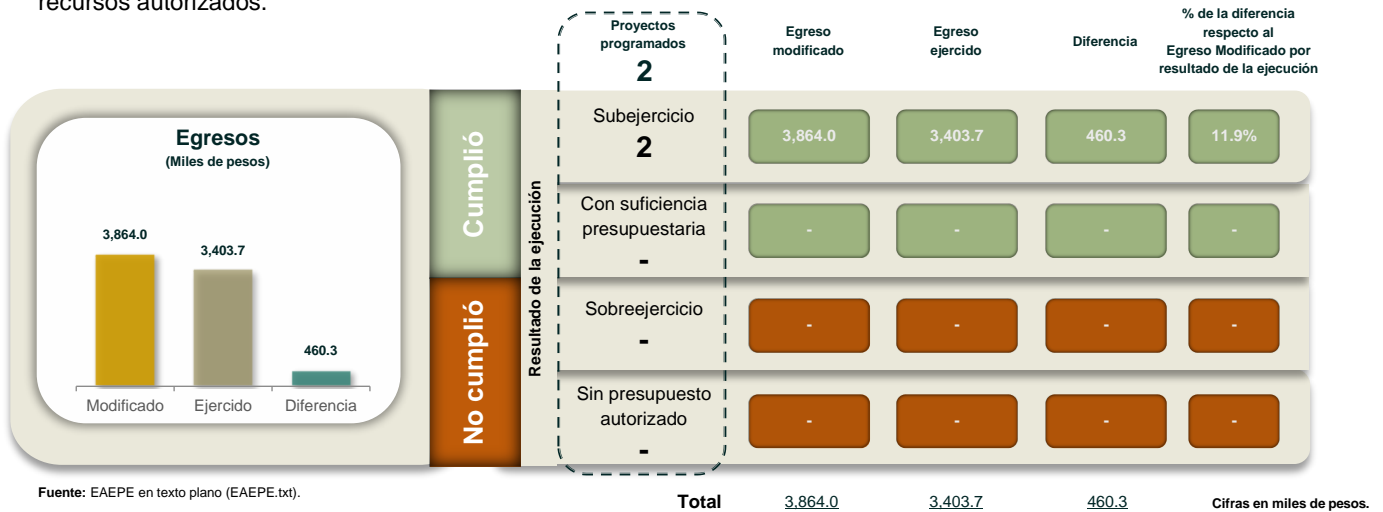 recursos autorizados.
Proyectos
programados
2
Egreso
modificado
Egreso
ejercido
Diferencia
% de la diferencia
respecto al
Egreso Modificado por
resultado de la ejecución
Egresos
(Miles de pesos)
3,864.0
3,403.7
460.3
Modificado
Ejercido
Diferencia
Cumplió
No cumplió
Resultado de la ejecución
Subejercicio
2
3,864.0
3,403.7
460.3
11.9%
Con suficiencia
presupuestaria
-
-
-
-
-
Sobreejercicio
-
-
-
-
-
Sin presupuesto
autorizado
-
-
-
-
-
Fuente: EAEPE en texto plano (EAEPE.txt).
Total 3,864.0 3,403.7 460.3 Cifras en miles de pesos.